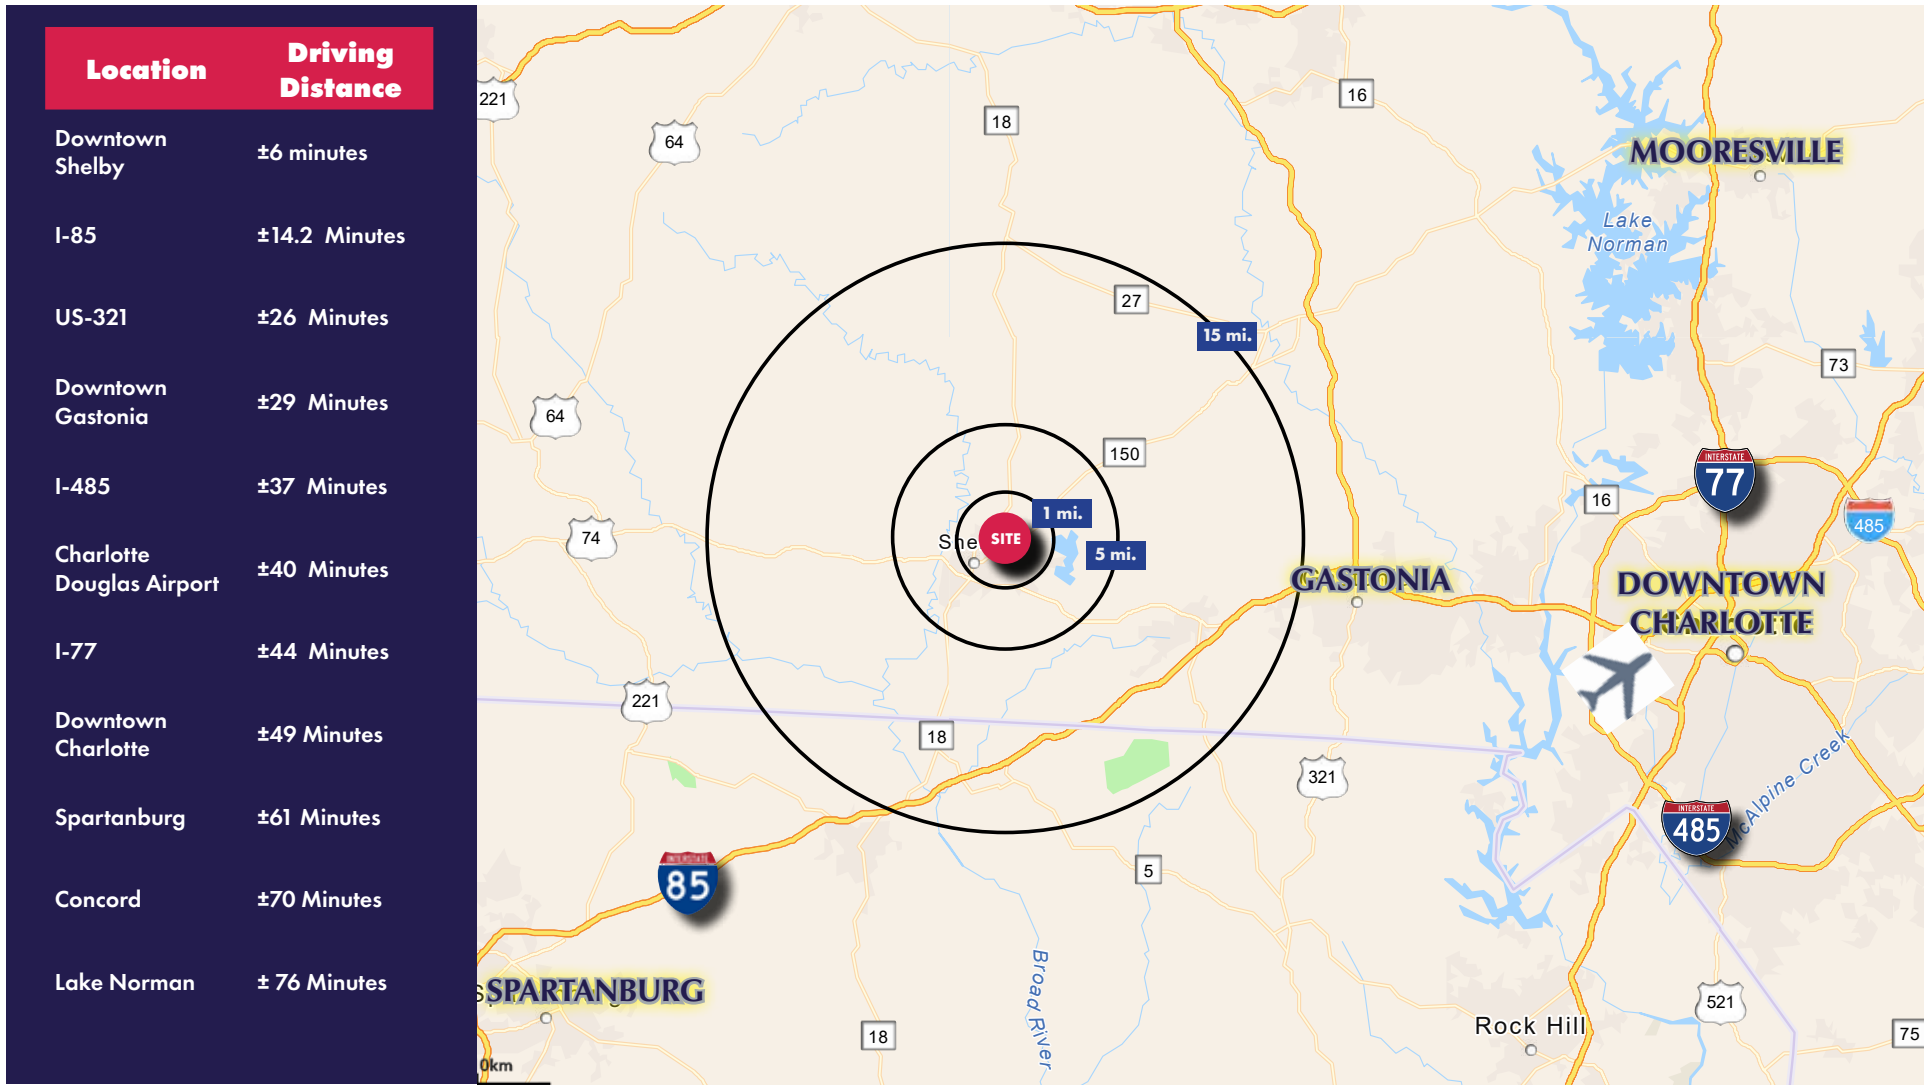 Location
Driving
Distance
Downtown
Shelby
±6 minutes
I-85
±14.2 Minutes
US-321
±26 Minutes
Downtown
Gastonia
±29 Minutes
I-485
±37 Minutes
Charlotte
Douglas Airport
±40 Minutes
I-77
±44 Minutes
Downtown
Charlotte
±49 Minutes
Spartanburg
±61 Minutes
Concord
±70 Minutes
Lake Norman
± 76 Minutes
221
64
18
16
MOORESVILLE
Lake
Norman
27
15 mi.
73
64
150
INTERSTATE
77
16
485
1 mi.
74
She
SITE
5 mi.
GASTONIA
DOWNTOWN
CHARLOTTE
221
18
321
McAlpine Creek
INTERSTATE
485
INTERSTATE
85
5
Broad River
SPARTANBURG
521
Rock Hill
18
75
0km